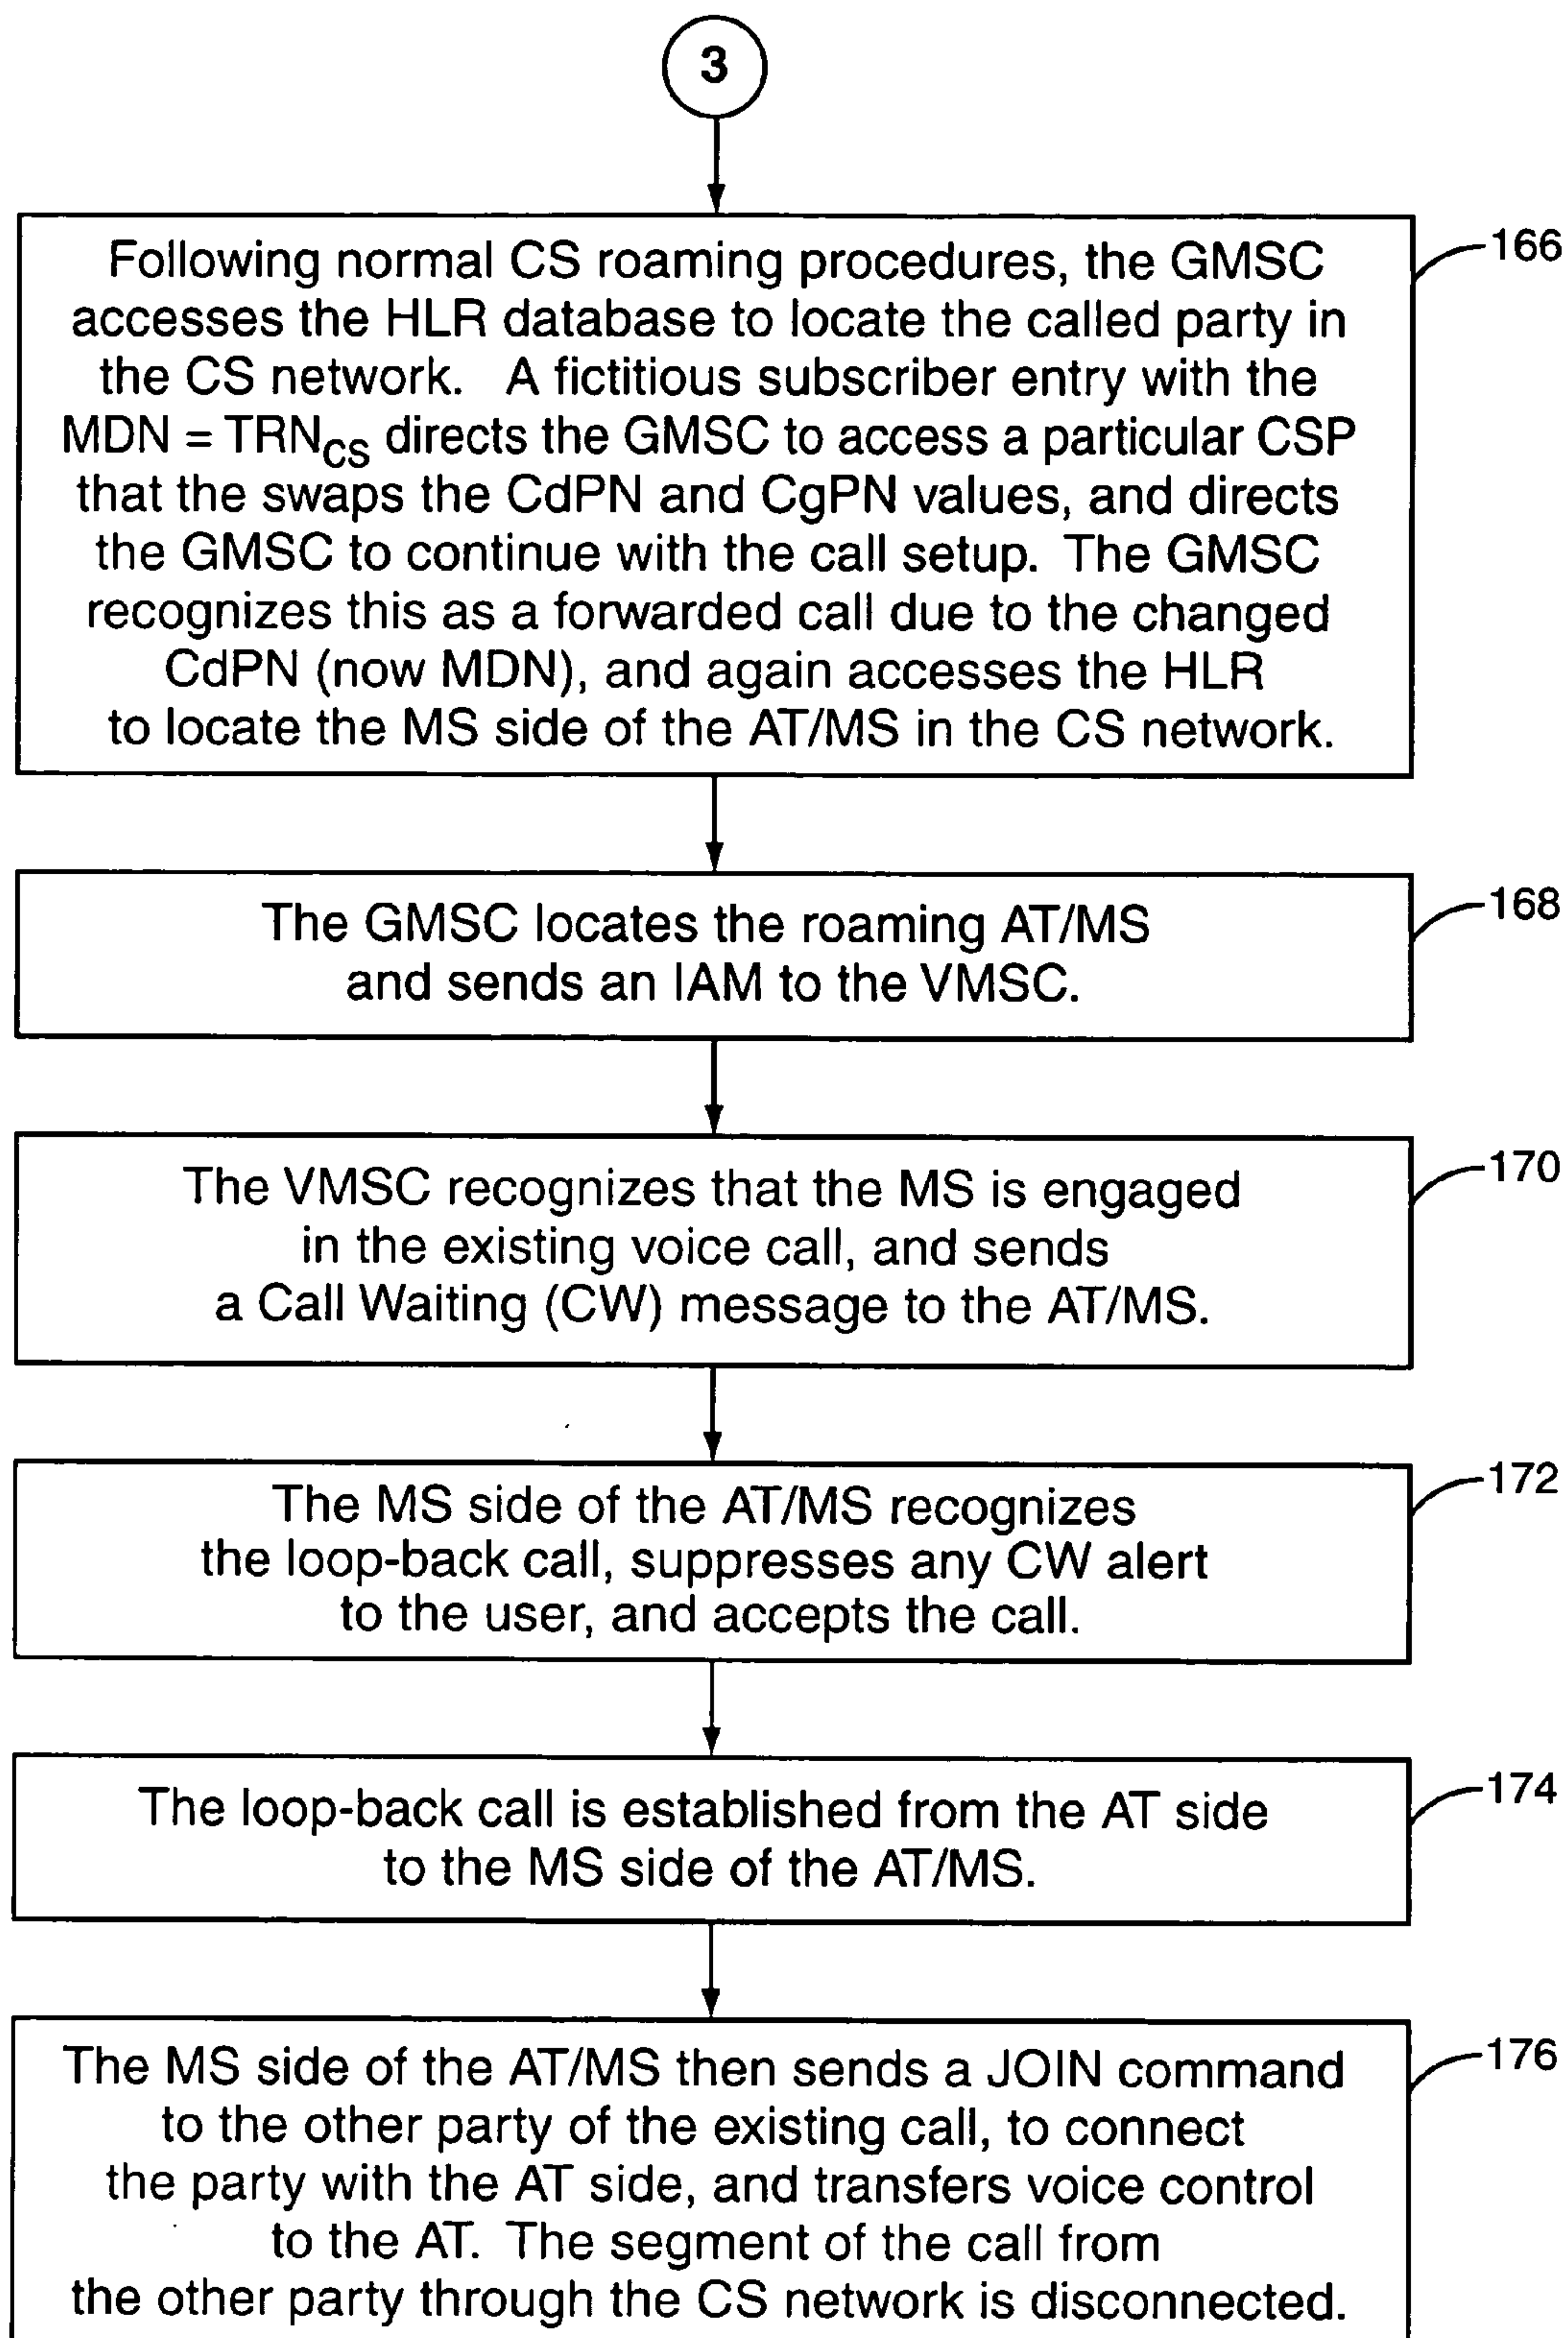 3
Following normal CS roaming procedures, the GMSC
accesses the HLR database to locate the called party in
the CS network. A fictitious subscriber entry with the
MDN = TRNCS directs the GMSC to access a particular CSP
that the swaps the CdPN and CgPN values, and directs
the GMSC to continue with the call setup. The GMSC
recognizes this as a forwarded call due to the changed
CdPN (now MDN), and again accesses the HLR
to locate the MS side of the AT/MS in the CS network.
166
The GMSC locates the roaming AT/MS
and sends an IAM to the VMSC.
168
The VMSC recognizes that the MS is engaged
in the existing voice call, and sends
a Call Waiting (CW) message to the AT/MS.
170
The MS side of the AT/MS recognizes
the loop-back call, suppresses any CW alert
to the user, and accepts the call.
172
The loop-back call is established from the AT side
to the MS side of the AT/MS.
174
The MS side of the AT/MS then sends a JOIN command
to the other party of the existing call, to connect
the party with the AT side, and transfers voice control
to the AT. The segment of the call from
the other party through the CS network is disconnected.
176